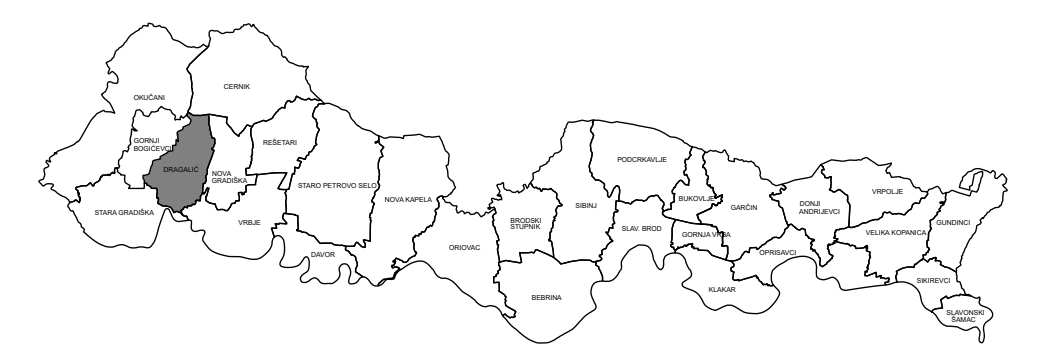 CERNIK
OKUČANI
GORNJI
BOGIĆEVCI
REŠETARI
DRAGALIĆ
NOVA
GRADIŠKA
STARO PETROVO SELO
STARA GRADIŠKA
VRBJE
NOVA KAPELA
DAVOR
ORIOVAC
BRODSKI
STUPNIK
SIBINJ
BEBRINA
PODCRKAVLJE
BUKOVLJE
SLAV. BROD
GORNJA VRBA
GARČIN
KLAKAR
OPRISAVCI
DONJI
ANDRIJEVCI
VRPOLJE
VELIKA KOPANICA
GUNDINCI
SIKIREVCI
SLAVONSKI
ŠAMAC